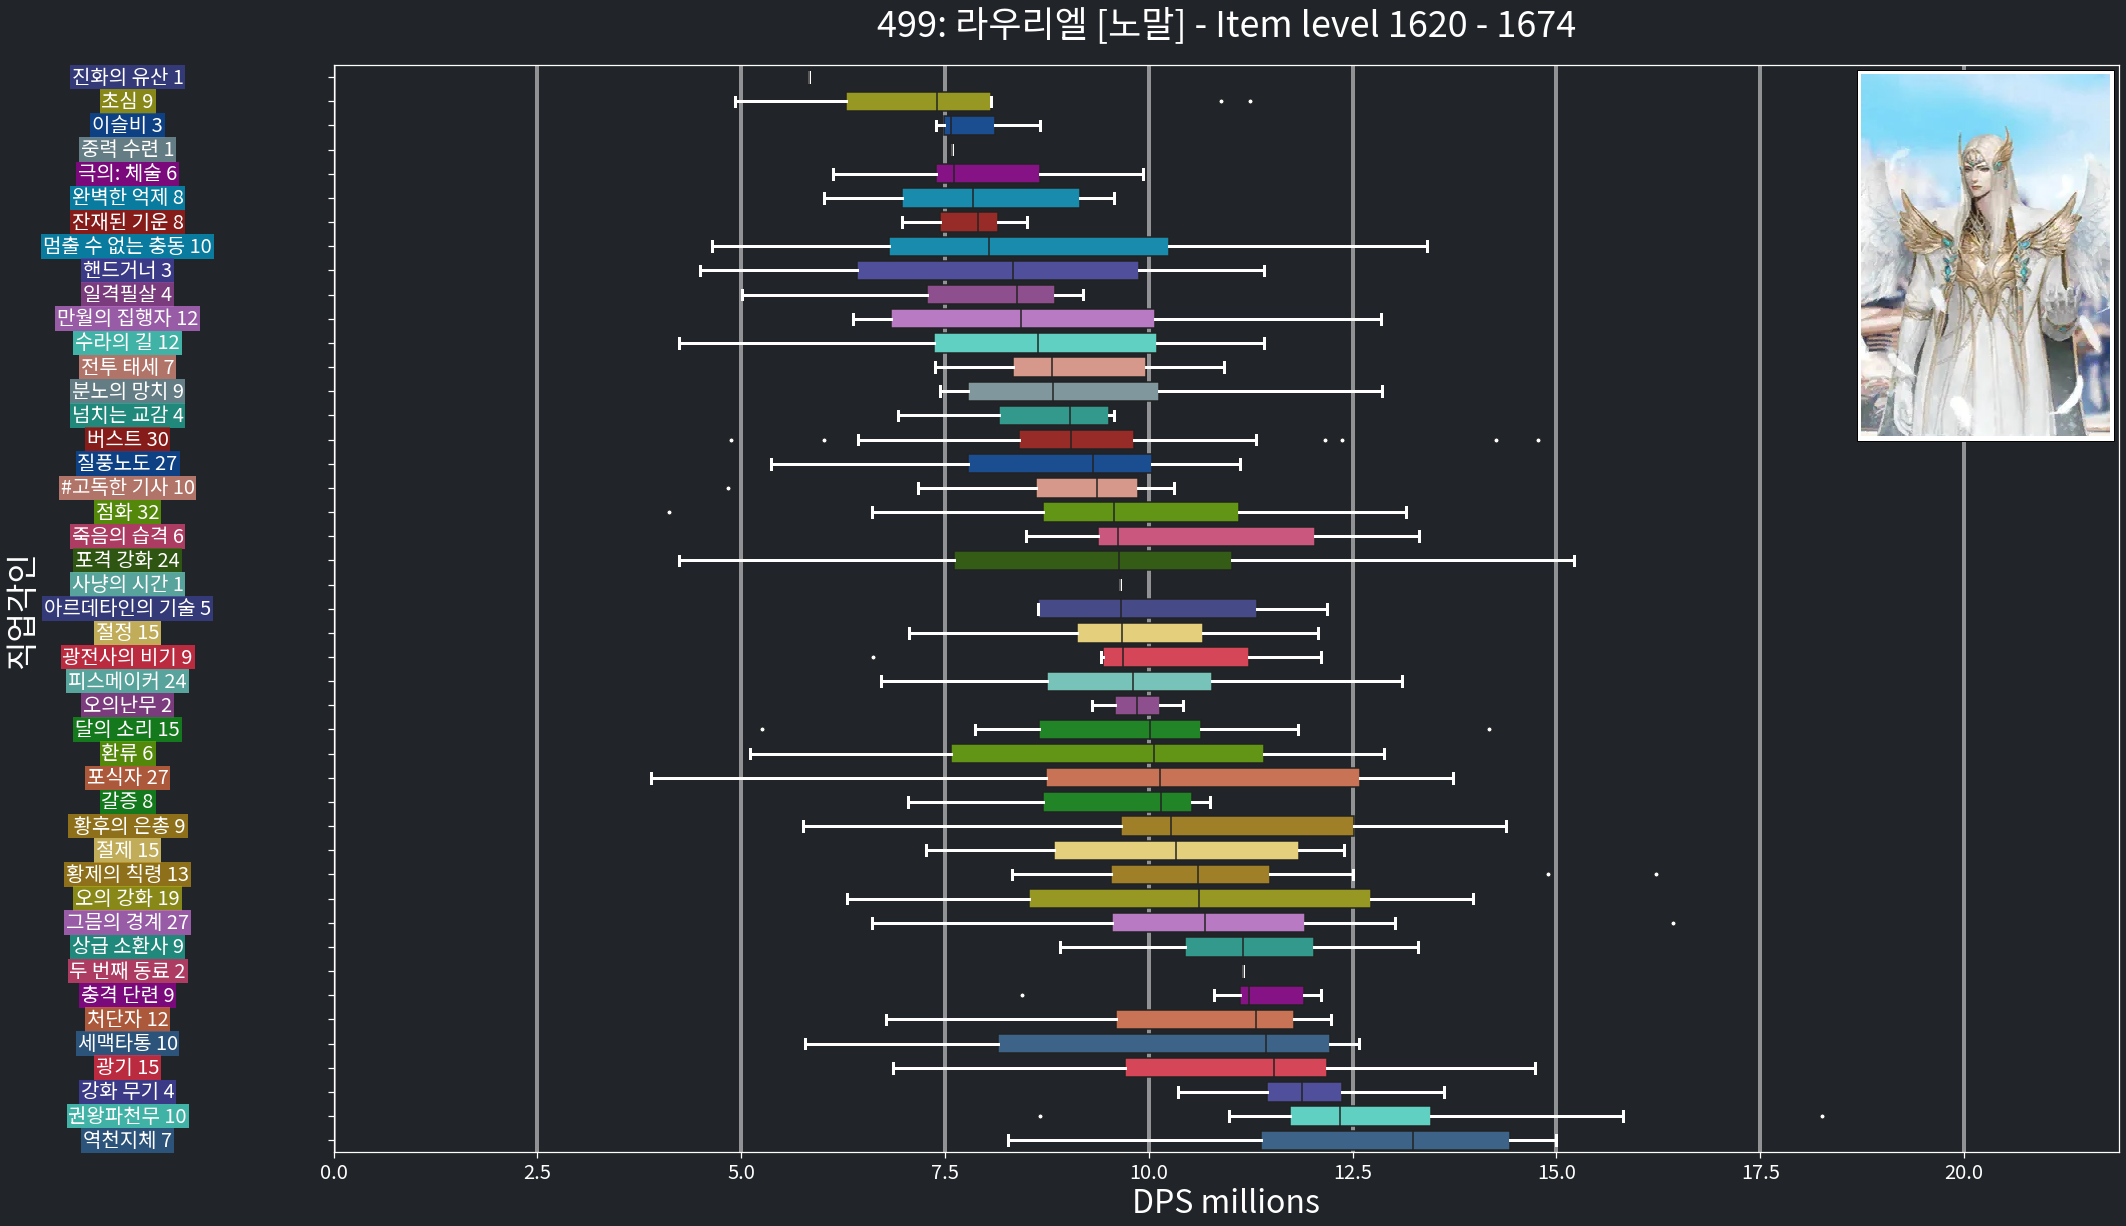 499: 라우리엘 [노말] - Item level 1620 - 1674
직업각인
진화의 유산 1
초심 9
이슬비 3
중력 수련 1
극의: 체술 6
완벽한 억제 8
잔재된 기운 8
멈출 수 없는 충동 10
핸드거너 3
일격필살 4
만월의 집행자 12
수라의 길 12
전투 태세 7
분노의 망치 9
넘치는 교감 4
버스트 30
질풍노도 27
#고독한 기사 10
점화 32
죽음의 습격 6
포격 강화 24
사냥의 시간 1
아르데타인의 기술 5
절정 15
광전사의 비기 9
피스메이커 24
오의난무 2
달의 소리 15
환류 6
포식자 27
갈증 8
황후의 은총 9
절제 15
황제의 칙령 13
오의 강화 19
그믐의 경계 27
상급 소환사 9
두 번째 동료 2
충격 단련 9
처단자 12
세맥타통 10
광기 15
강화 무기 4
권왕파천무 10
역천지체 7
0.0 2.5 5.0 7.5 10.0 12.5 15.0 17.5 20.0
DPS millions